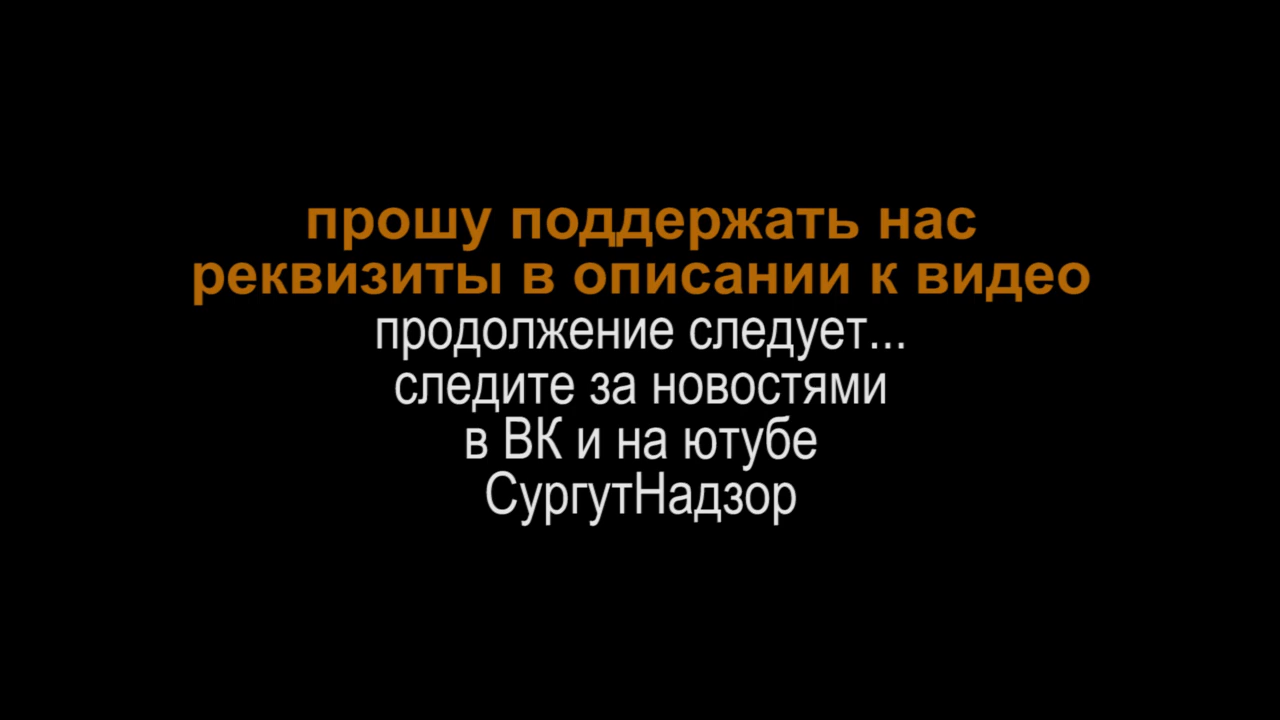 прошу поддержать нас
реквизиты в описании к видео
продолжение следует...
следите за новостями
в ВК и на ютубе
СургутНадзор